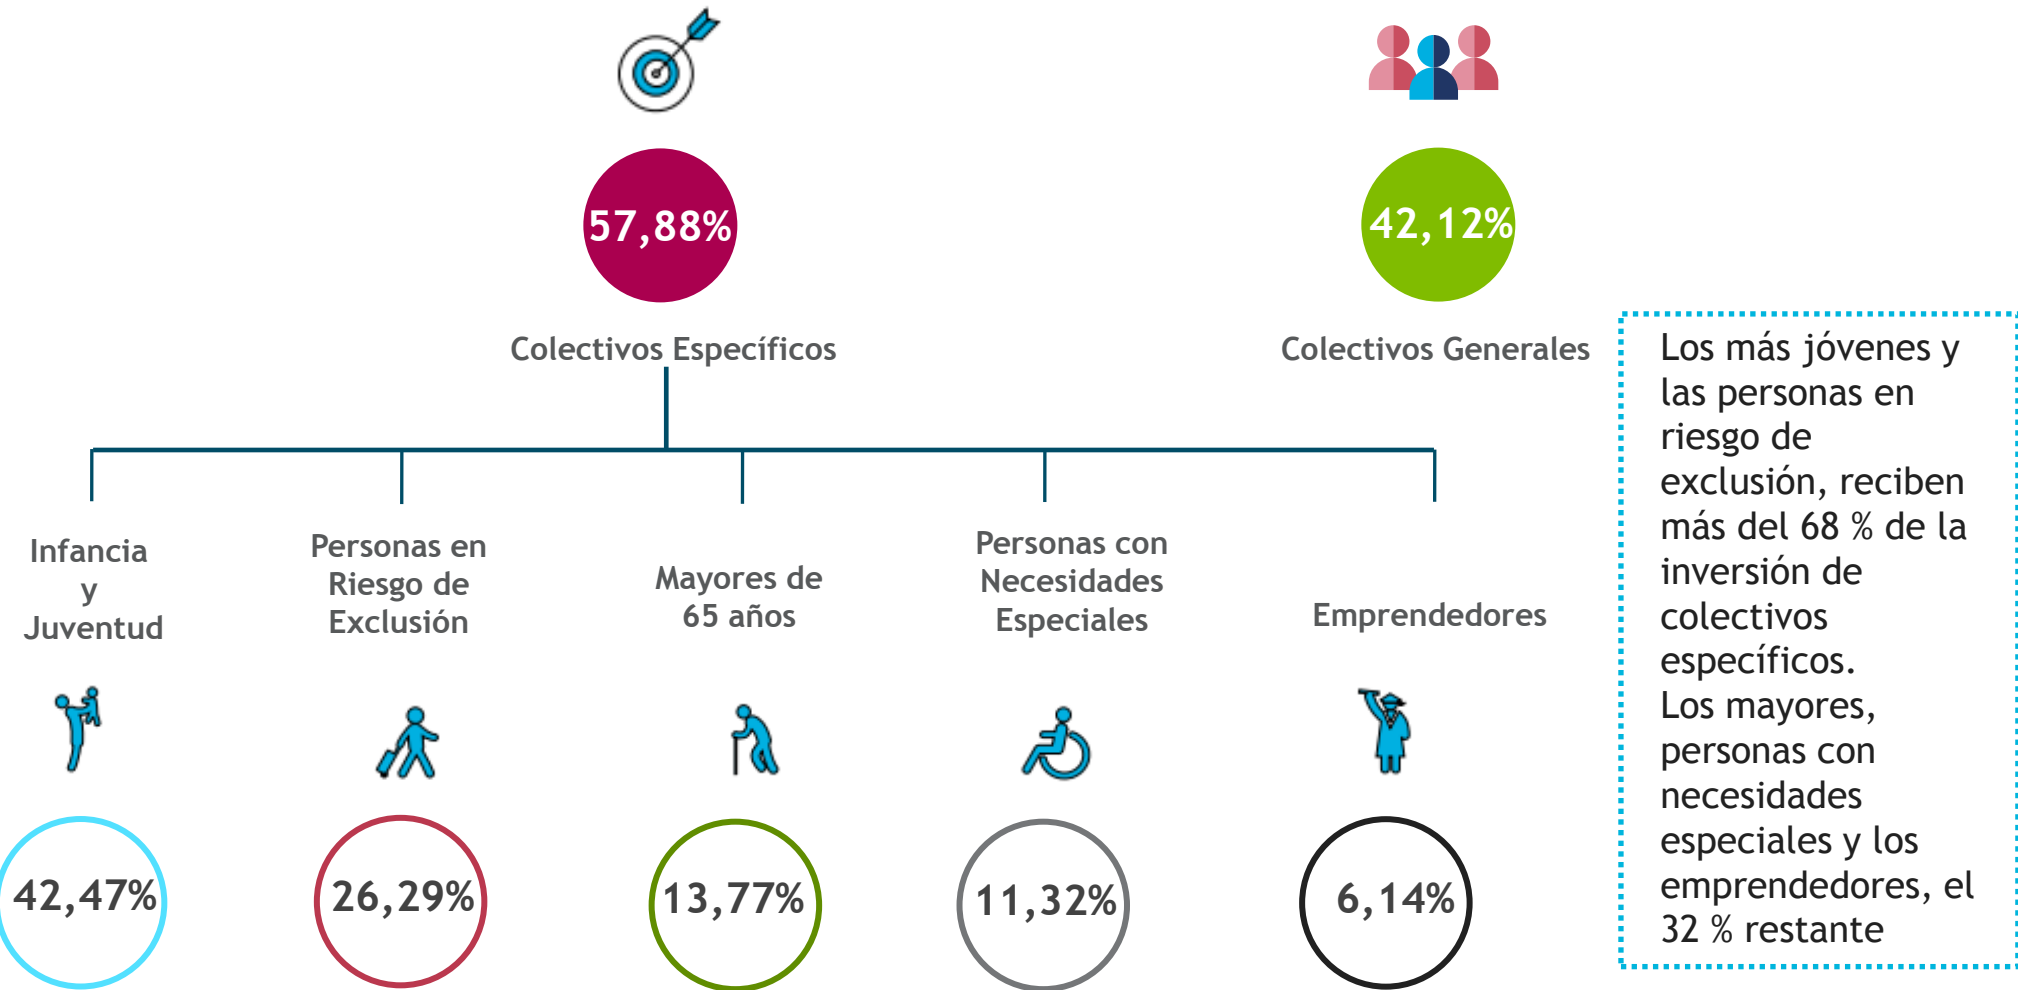 57,88%
42,12%
Colectivos Específicos
Colectivos Generales
Infancia
y
Juventud
Personas en
Riesgo de
Exclusión
Mayores de
65 años
Personas con
Necesidades
Especiales
Emprendedores
42,47%
26,29%
13,77%
11,32%
6,14%
Los más jóvenes y
las personas en
riesgo de
exclusión, reciben
más del 68 % de la
inversión de
colectivos
específicos.
Los mayores,
personas con
necesidades
especiales y los
emprendedores, el
32 % restante